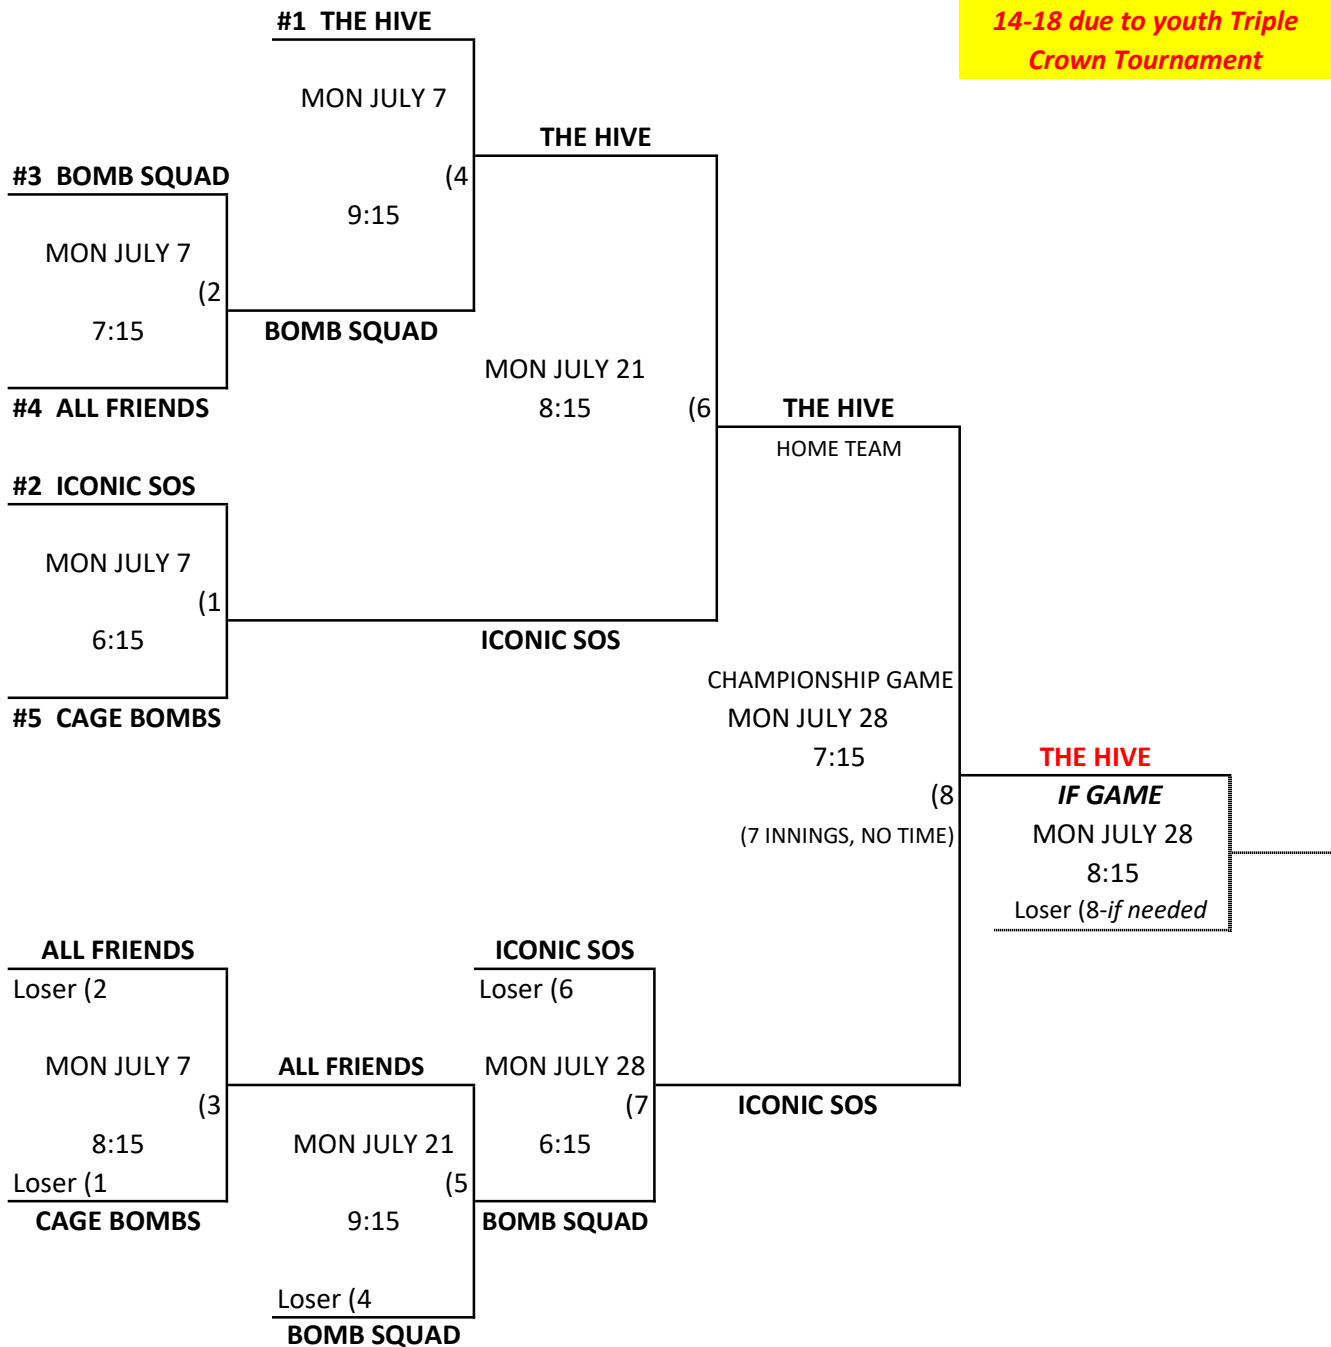 #1 THE HIVE
14-18 due to youth Triple
Crown Tournament
MON JULY 7
THE HIVE
#3 BOMB SQUAD
(4
9:15
MON JULY 7
(2
7:15
BOMB SQUAD
MON JULY 21
#4 ALL FRIENDS
8:15
(6
THE HIVE
HOME TEAM
#2 ICONIC SOS
MON JULY 7
(1
6:15
ICONIC SOS
CHAMPIONSHIP GAME
#5 CAGE BOMBS
MON JULY 28
7:15
THE HIVE
(8
IF GAME
(7 INNINGS, NO TIME)
MON JULY 28
8:15
Loser (8-if needed
ALL FRIENDS
ICONIC SOS
Loser (2
Loser (6
MON JULY 7
ALL FRIENDS
MON JULY 28
(3
(7
ICONIC SOS
8:15
MON JULY 21
6:15
Loser (1
(5
CAGE BOMBS
9:15
BOMB SQUAD
Loser (4
BOMB SQUAD